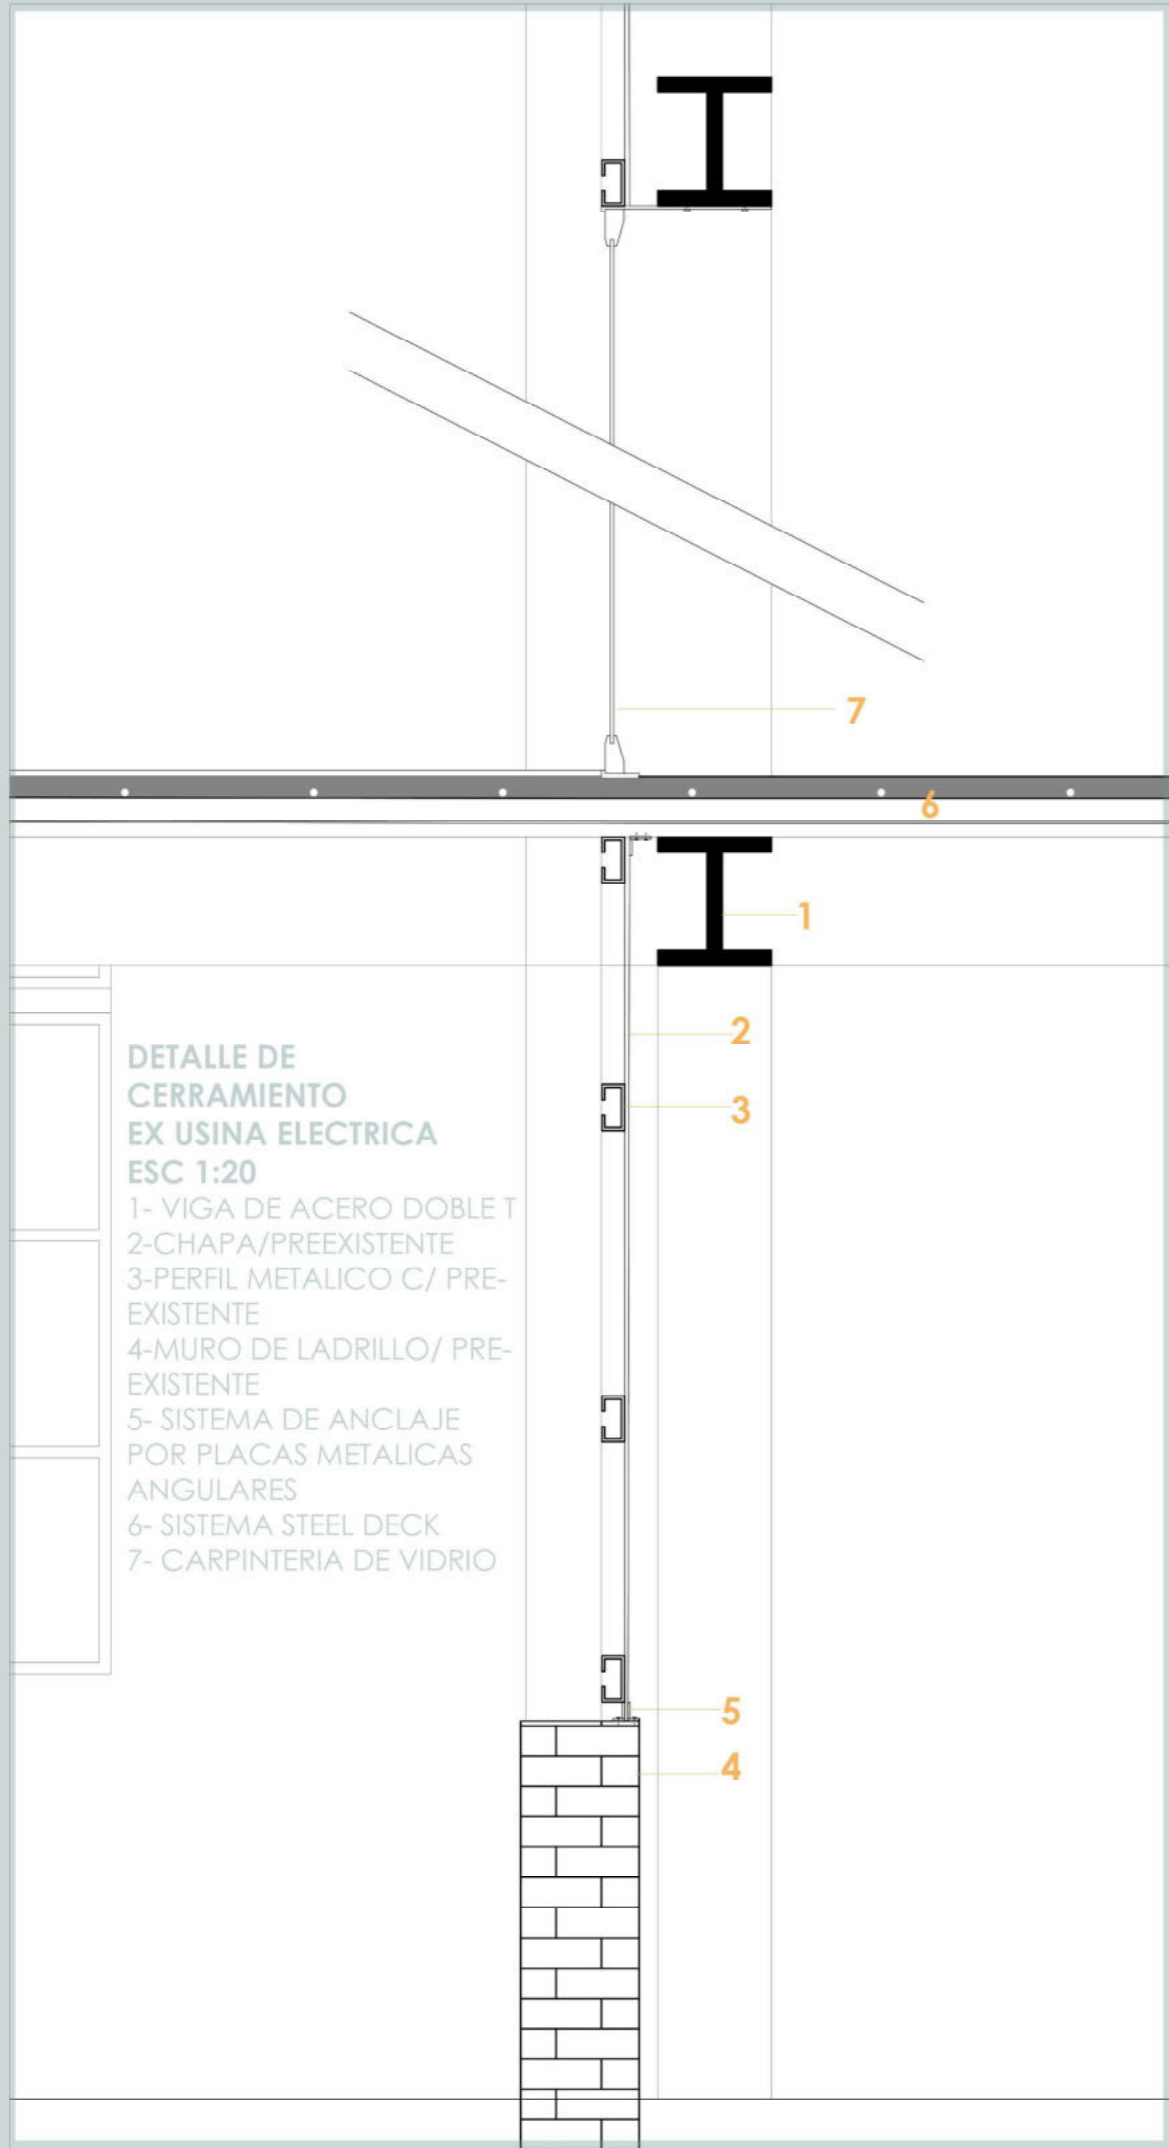 7
6
1
2
3
DETALLE DE
CERRAMIENTO
EX USINA ELECTRICA
ESC 1:20
1- VIGA DE ACERO DOBLE T
2-CHAPA/PREEXISTENTE
3-PERFIL METALICO C/ PRE-
EXISTENTE
4-MURO DE LADRILLO/ PRE-
EXISTENTE
5- SISTEMA DE ANCLAJE
POR PLACAS METALICAS
ANGULARES
6- SISTEMA STEEL DECK
7- CARPINTERIA DE VIDRIO
5
4